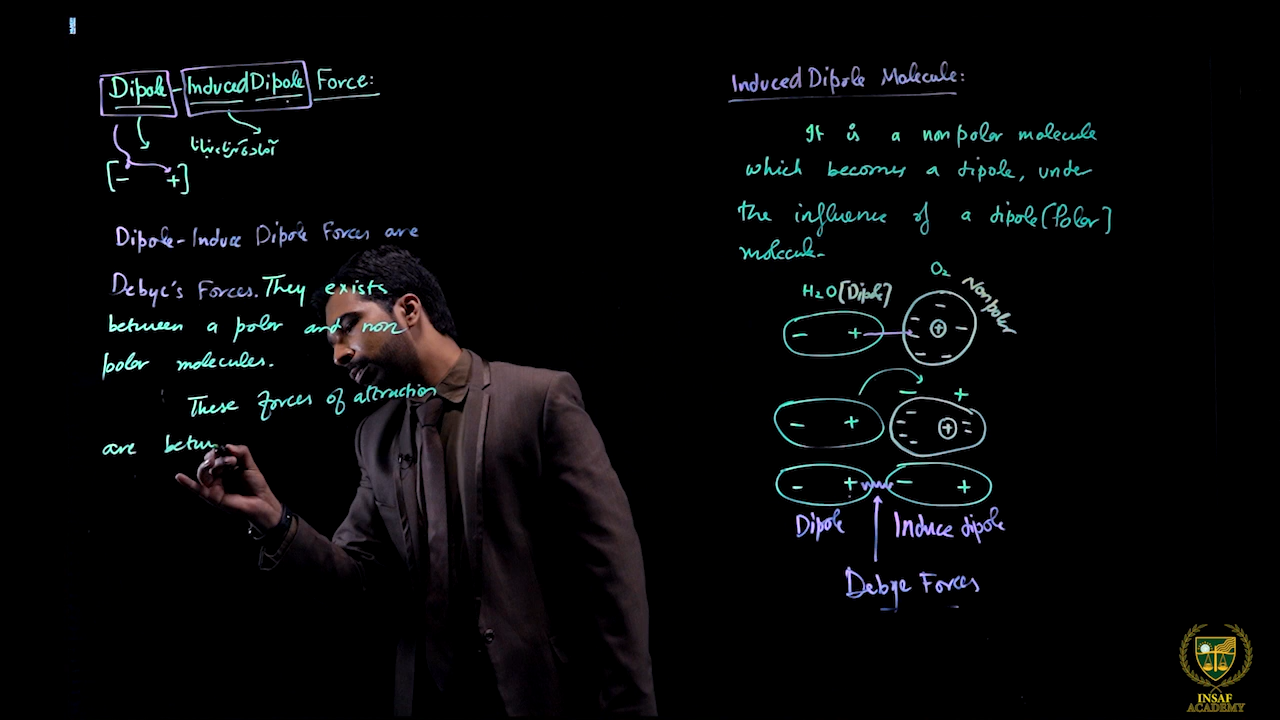 Dipole - Induced Dipole Force:
[- +]
Dipole-Induce Dipole Forces are
Debye's Forces. They exists
between a polar and non
polar molecules.
These forces of attraction
are betw
Induced Dipole Molecule:
It is a nonpolar molecule
which becomes a dipole, under
the influence of a dipole [Polar]
molecule.
O₂
H₂O [Dipole]
Nonpolar
- +
- + - +
- + - +
Dipole Induce dipole
Debye Forces
INSAF
ACADEMY